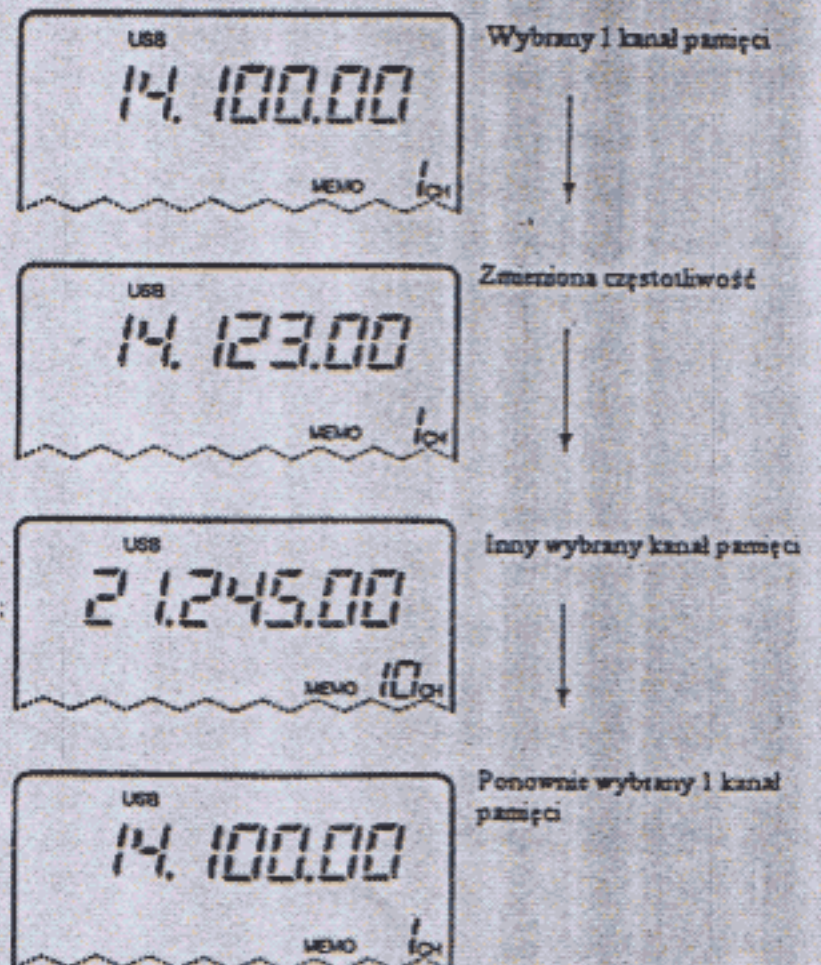 USB
14.100.00
MEMO 1CH
Wybrany 1 kanał pamięci
USB
14.123.00
MEMO 1CH
Zmieniona częstotliwość
USB
21.245.00
MEMO 10CH
Inny wybrany kanał pamięci
USB
14.100.00
MEMO 1CH
Ponownie wybrany 1 kanał
pamięci